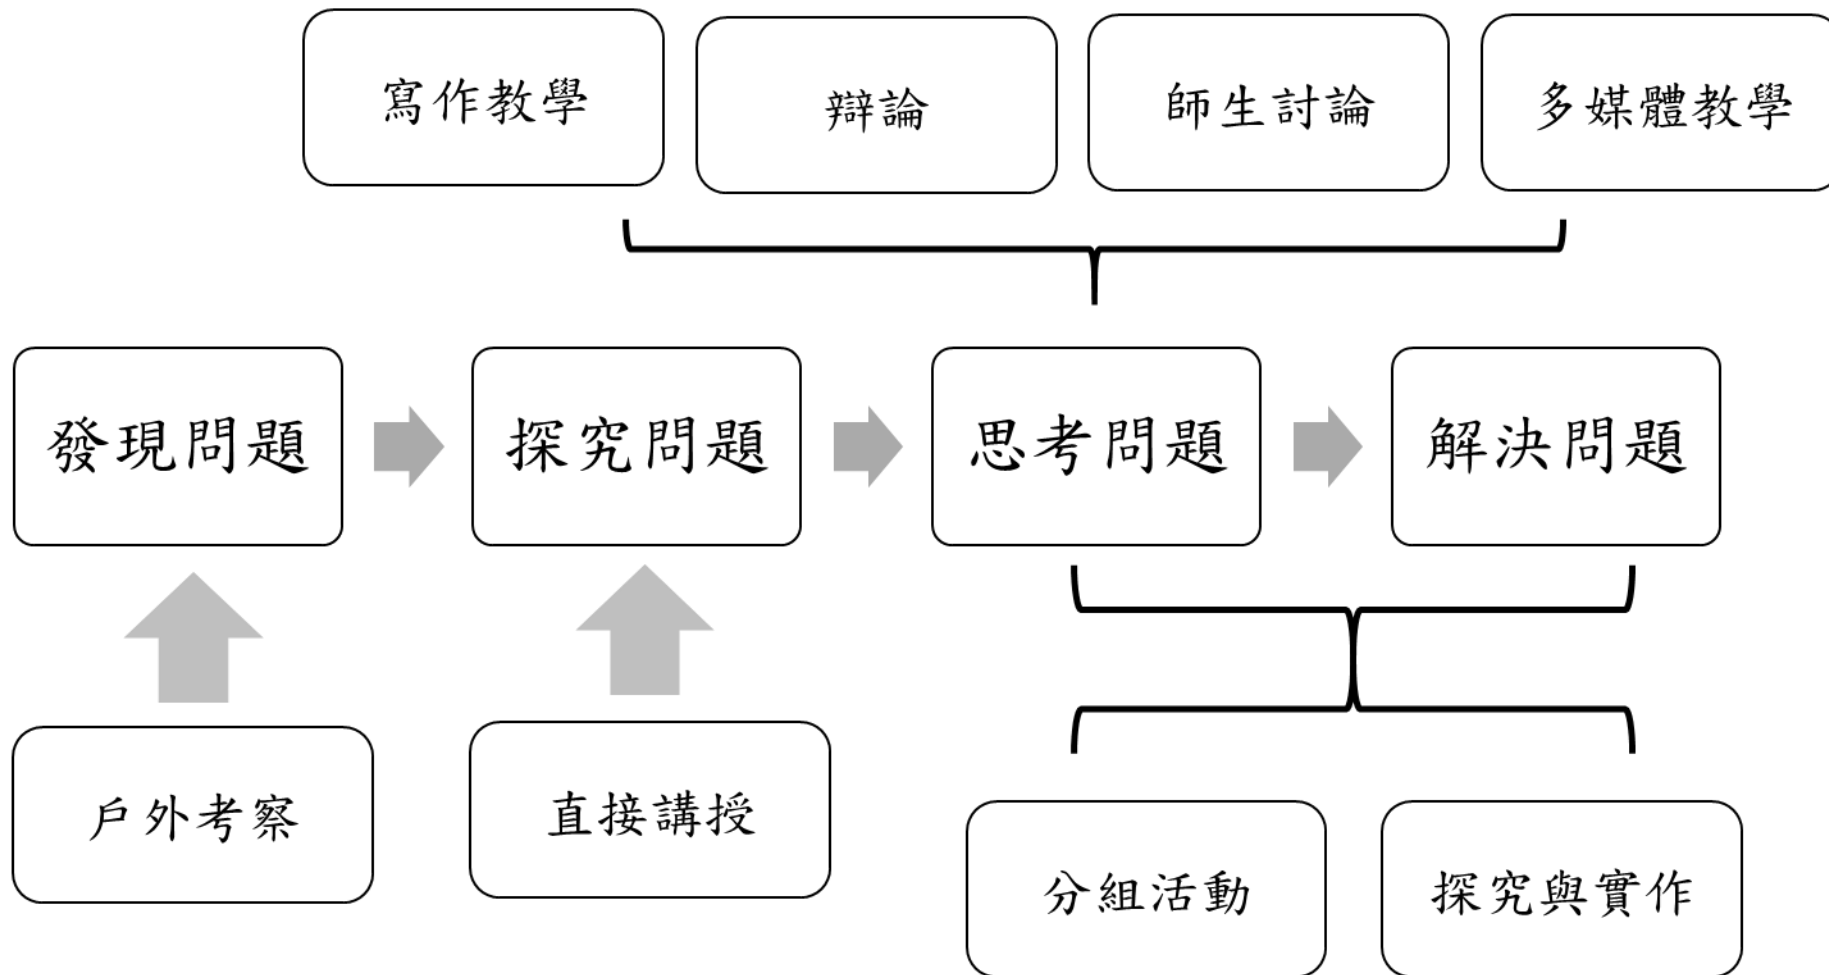 寫作教學
辯論
師生討論
多媒體教學
發現問題
探究問題
思考問題
解決問題
戶外考察
直接講授
分組活動
探究與實作